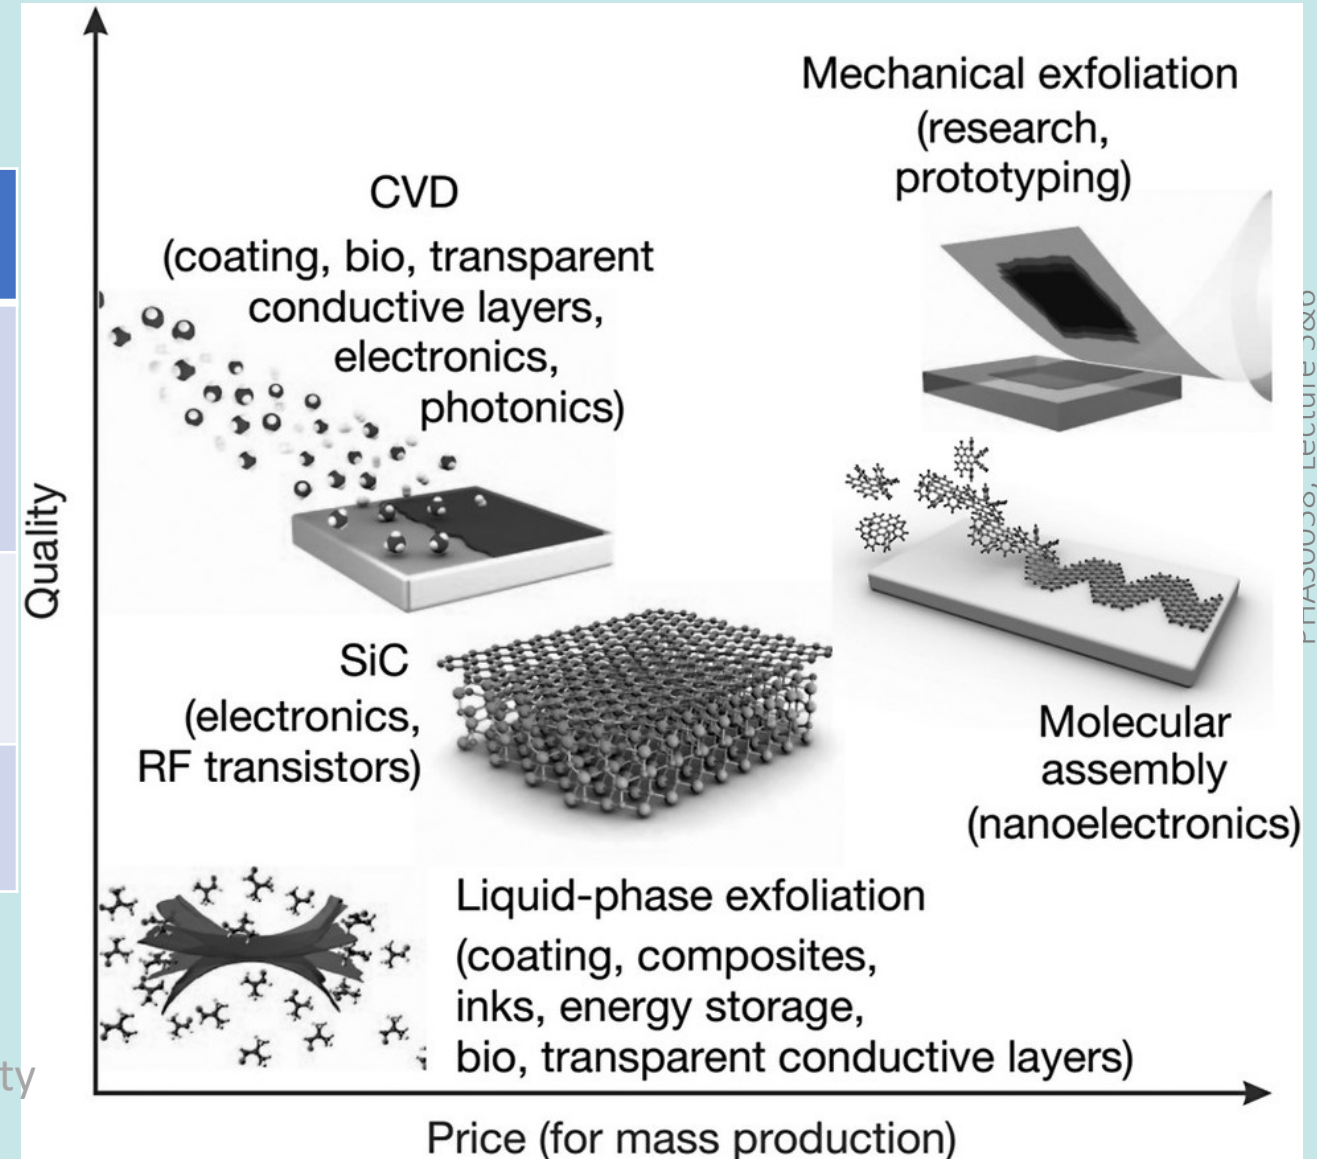 Mechanical exfoliation
(research,
prototyping)
CVD
(coating, bio, transparent
conductive layers,
electronics,
photonics)
Quality
SiC
(electronics,
RF transistors)
Molecular
assembly
(nanoelectronics)
Liquid-phase exfoliation
(coating, composites,
inks, energy storage,
bio, transparent conductive layers)
Price (for mass production)
ty